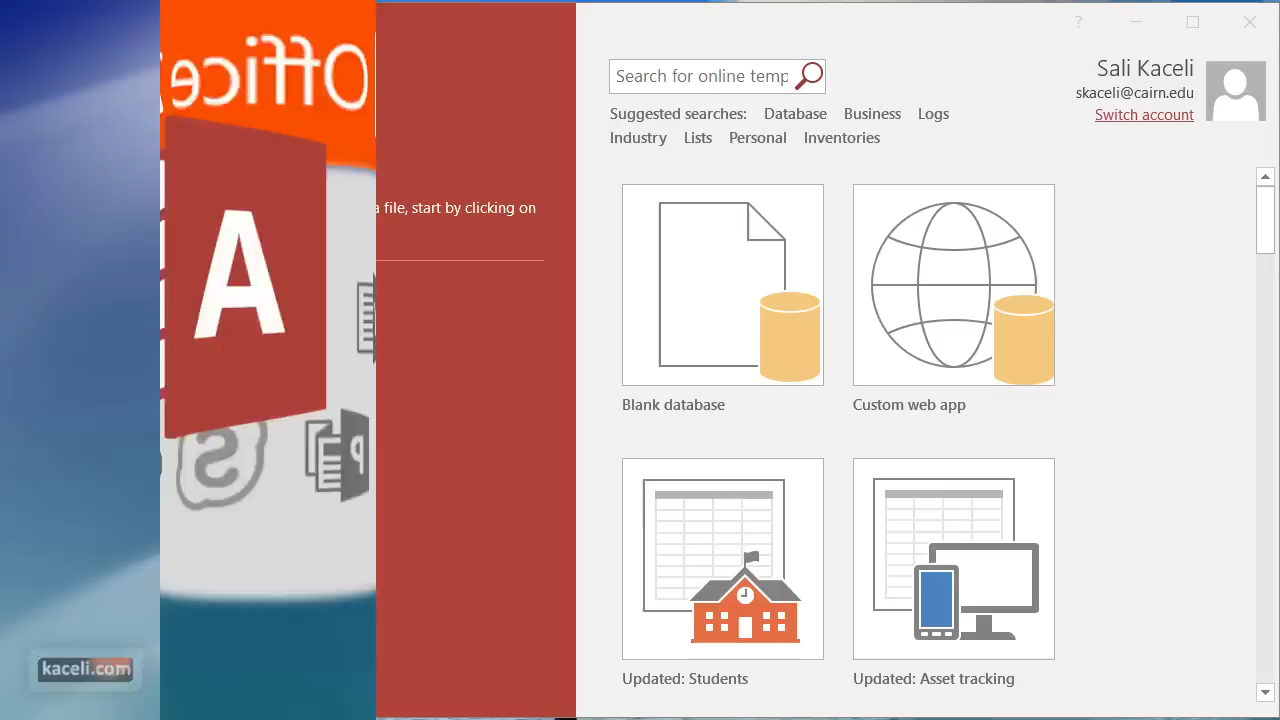 Office
A
S
P
a file, start by clicking on
?
Search for online temp
Suggested searches: Database Business Logs
Industry Lists Personal Inventories
Sali Kaceli
skaceli@cairn.edu
Switch account
Blank database
Custom web app
Updated: Students
Updated: Asset tracking
kaceli.com